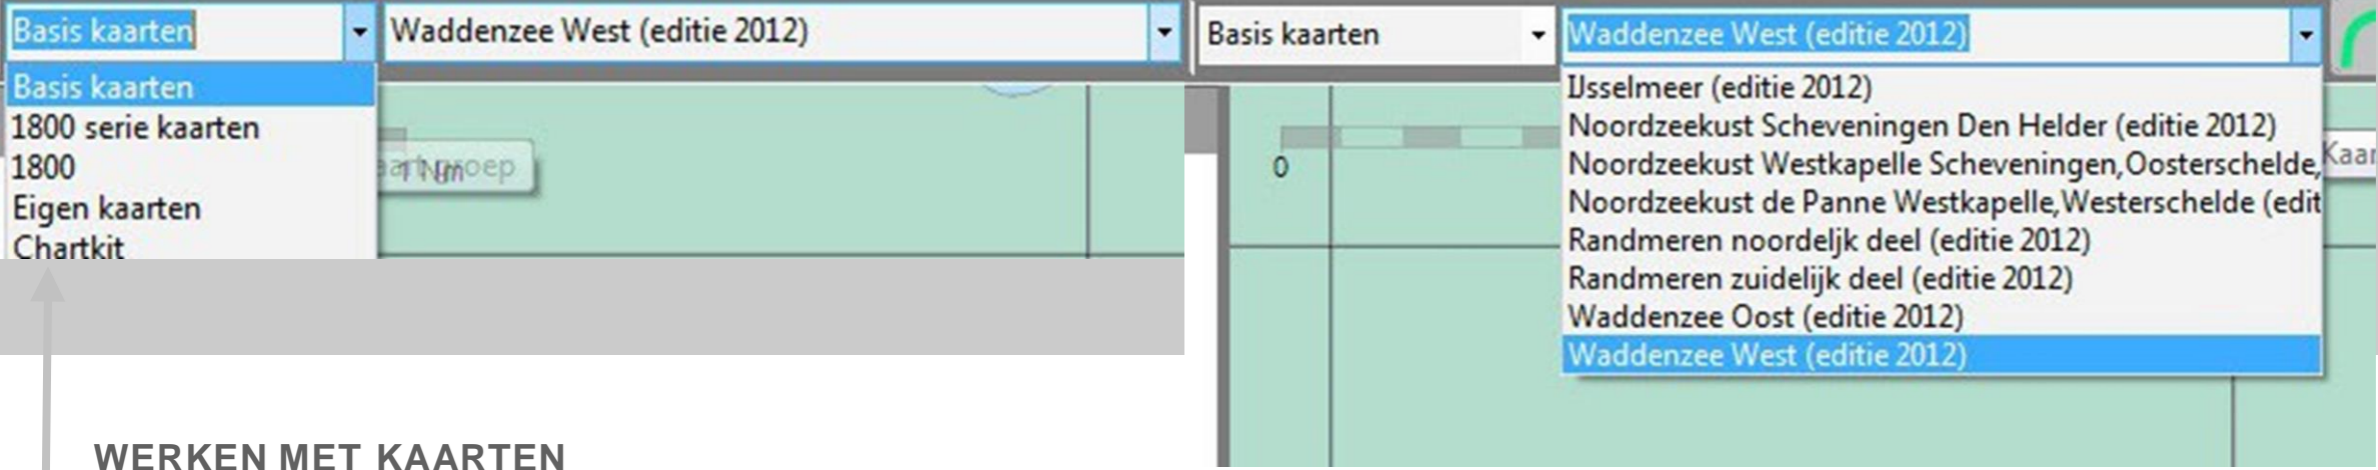 Basis kaarten
Waddenzee West (editie 2012)
Basis kaarten
1800 serie kaarten
1800
Eigen kaarten
Chartkit
1 Nm
Basis kaarten
Waddenzee West (editie 2012)
IJsselmeer (editie 2012)
Noordzeekust Scheveningen Den Helder (editie 2012)
Noordzeekust Westkapelle Scheveningen,Oosterschelde,
Noordzeekust de Panne Westkapelle,Westerschelde (edit
Randmeren noordeljk deel (editie 2012)
Randmeren zuidelijk deel (editie 2012)
Waddenzee Oost (editie 2012)
Waddenzee West (editie 2012)
0
Kaar
WERKEN MET KAARTEN